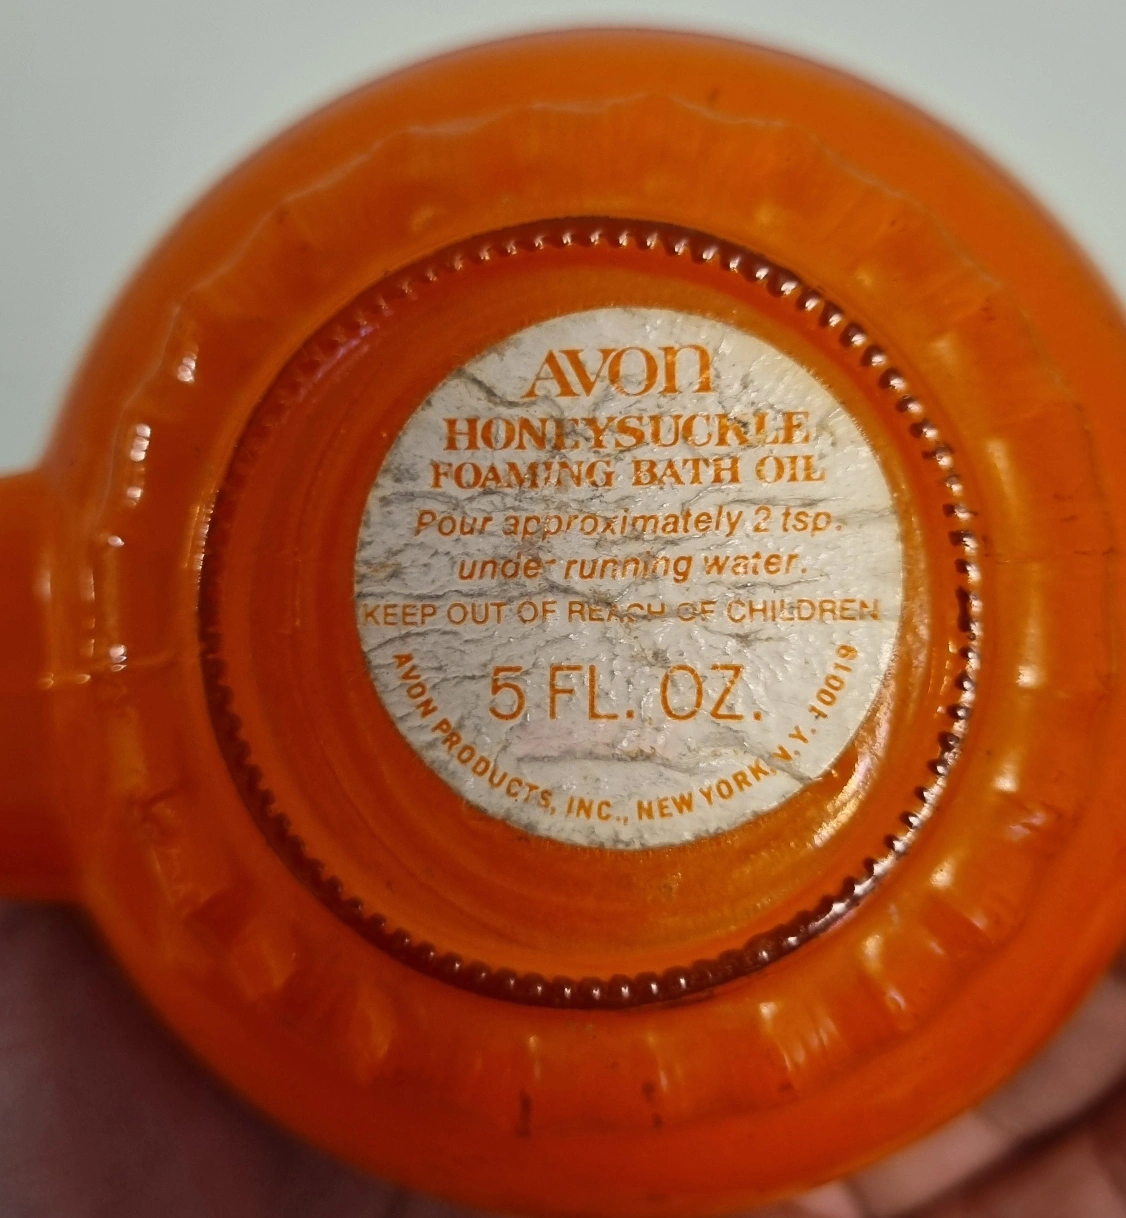 AVON
HONEYSUCKLE
FOAMING BATH OIL
Pour approximately 2 tsp.
under running water.
KEEP OUT OF REACH OF CHILDREN
5 FL. OZ.
AVON PRODUCTS, INC., NEW YORK, N.Y. 10019